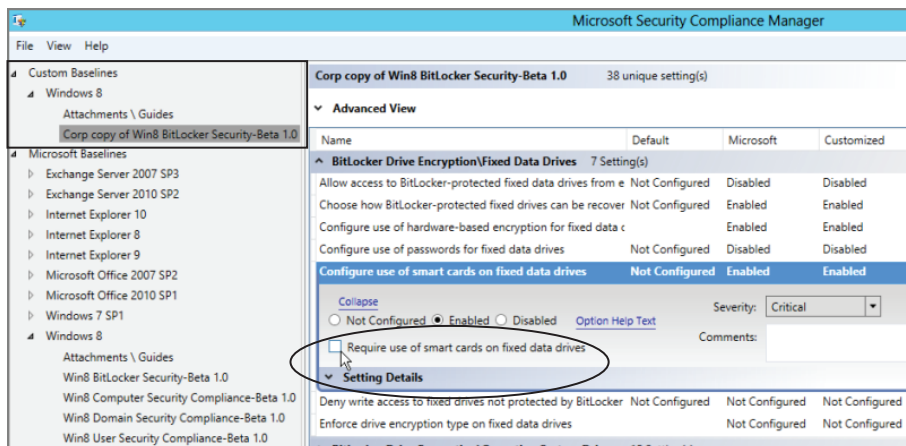 Microsoft Security Compliance Manager
File View Help
Custom Baselines
Windows 8
Attachments \ Guides
Corp copy of Win8 BitLocker Security-Beta 1.0
Microsoft Baselines
Exchange Server 2007 SP3
Exchange Server 2010 SP2
Internet Explorer 10
Internet Explorer 8
Internet Explorer 9
Microsoft Office 2007 SP2
Microsoft Office 2010 SP1
Windows 7 SP1
Windows 8
Attachments \ Guides
Win8 BitLocker Security-Beta 1.0
Win8 Computer Security Compliance-Beta 1.0
Win8 Domain Security Compliance-Beta 1.0
Win8 User Security Compliance-Beta 1.0
Corp copy of Win8 BitLocker Security-Beta 1.0 38 unique setting(s)
Advanced View
Name Default Microsoft Customized
BitLocker Drive Encryption\Fixed Data Drives 7 Setting(s)
Allow access to BitLocker-protected fixed data drives from e Not Configured Disabled Disabled
Choose how BitLocker-protected fixed drives can be recover Not Configured Enabled Enabled
Configure use of hardware-based encryption for fixed data Enabled Enabled
Configure use of passwords for fixed data drives Not Configured Disabled Disabled
Configure use of smart cards on fixed data drives Not Configured Enabled Enabled
Collapse
Not Configured Enabled Disabled Option Help Text Severity: Critical
Require use of smart cards on fixed data drives Comments:
Setting Details
Deny write access to fixed drives not protected by BitLocker Not Configured Not Configured Not Configured
Enforce drive encryption type on fixed data drives Not Configured Not Configured